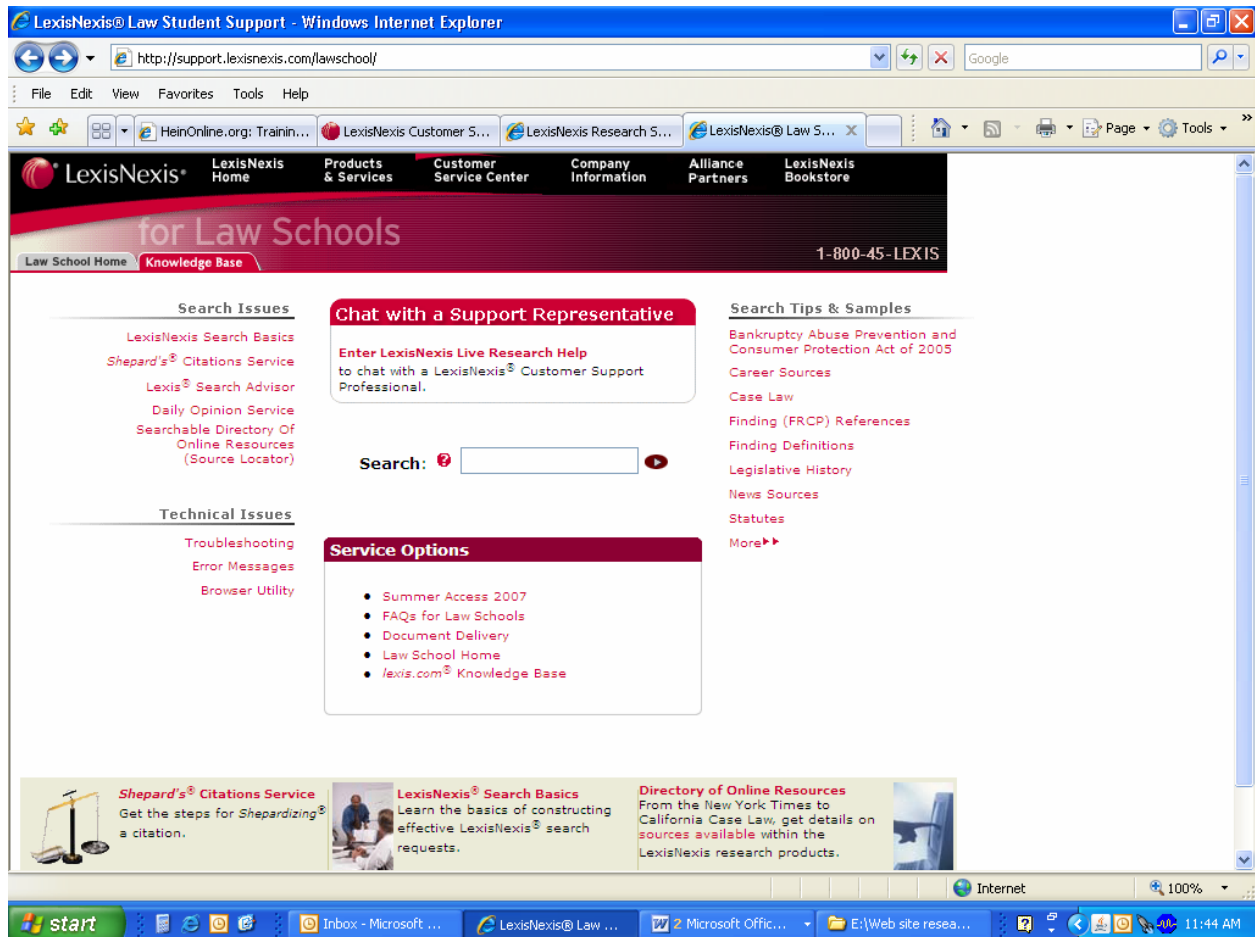 LexisNexis® Law Student Support - Windows Internet Explorer
http://support.lexisnexis.com/lawschool/
Google
File Edit View Favorites Tools Help
HeinOnline.org: Trainin...
LexisNexis Customer S...
LexisNexis Research S...
LexisNexis® Law S... X
Page
Tools
»
LexisNexis®
LexisNexis Home
Products & Services
Customer Service Center
Company Information
Alliance Partners
LexisNexis Bookstore
for Law Schools
1-800-45-LEXIS
Law School Home
Knowledge Base
Search Issues
LexisNexis Search Basics
Shepard's® Citations Service
Lexis® Search Advisor
Daily Opinion Service
Searchable Directory Of
Online Resources
(Source Locator)
Technical Issues
Troubleshooting
Error Messages
Browser Utility
Chat with a Support Representative
Enter LexisNexis Live Research Help
to chat with a LexisNexis® Customer Support
Professional.
Search: ?
Service Options
• Summer Access 2007
• FAQs for Law Schools
• Document Delivery
• Law School Home
• lexis.com® Knowledge Base
Search Tips & Samples
Bankruptcy Abuse Prevention and
Consumer Protection Act of 2005
Career Sources
Case Law
Finding (FRCP) References
Finding Definitions
Legislative History
News Sources
Statutes
More
Shepard's® Citations Service
Get the steps for Shepardizing®
a citation.
LexisNexis® Search Basics
Learn the basics of constructing
effective LexisNexis® search
requests.
Directory of Online Resources
From the New York Times to
California Case Law, get details on
sources available within the
LexisNexis research products.
Internet
100%
start
Inbox - Microsoft ...
LexisNexis® Law ...
2 Microsoft Offic...
E:\Web site resea...
11:44 AM